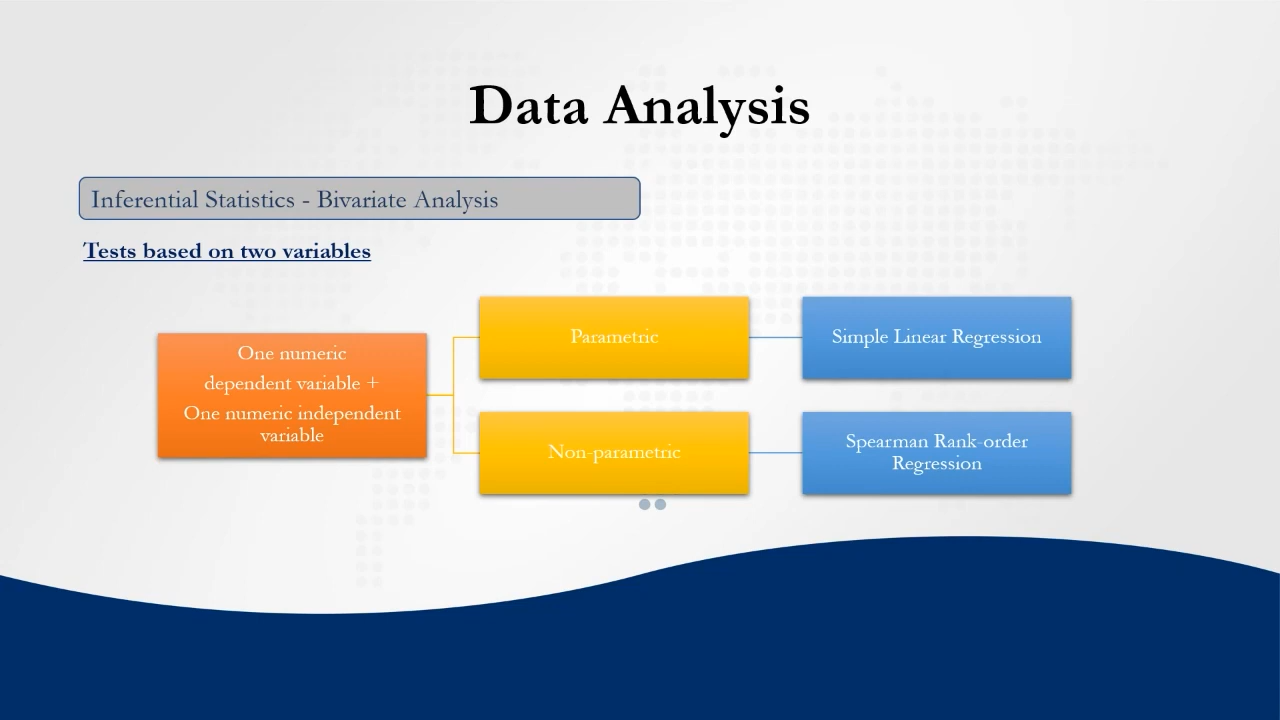 Data Analysis
Inferential Statistics - Bivariate Analysis
Tests based on two variables
One numeric
dependent variable +
One numeric independent
variable
Parametric
Simple Linear Regression
Non-parametric
Spearman Rank-order
Regression